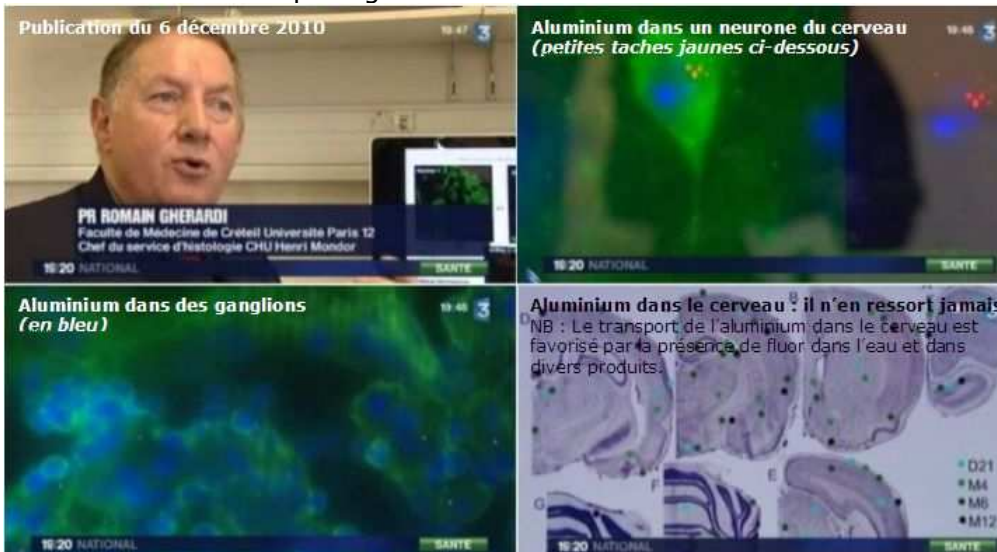 Publication du 6 décembre 2010
19:47 3
PR ROMAIN GHERARDI
Faculté de Médecine de Créteil Université Paris 12
Chef du service d'histologie CHU Henri Mondor
19:20 NATIONAL
SANTE
Aluminium dans un neurone du cerveau
(petites taches jaunes ci-dessous)
19:48 3
19:20 NATIONAL
SANTE
Aluminium dans des ganglions
(en bleu)
19:48 3
19:20 NATIONAL
SANTE
Aluminium dans le cerveau : il n'en ressort jamais
NB : Le transport de l'aluminium dans le cerveau est
favorisé par la présence de fluor dans l'eau et dans
divers produits.
D
B
E
F
G
D21
M4
M6
M12
19:20 NATIONAL
SANTE